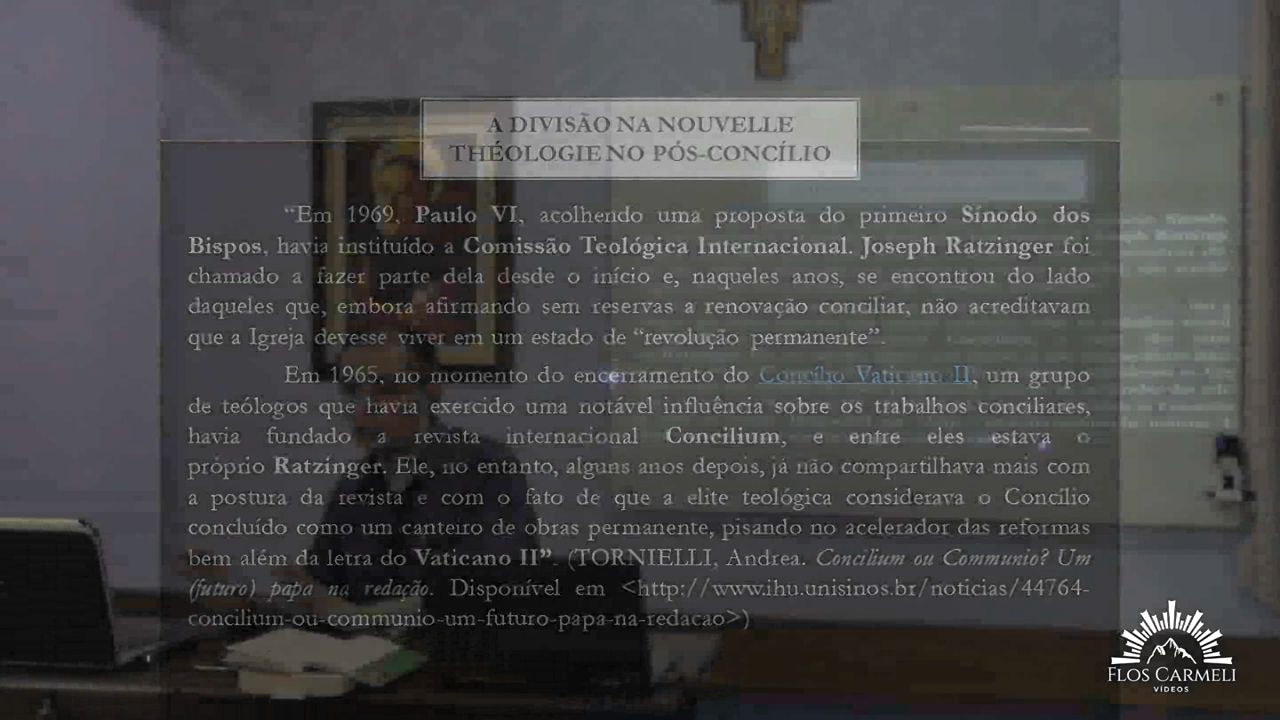 A DIVISÃO NA NOUVELLE
THÉOLOGIE NO PÓS-CONCÍLIO
“Em 1969, Paulo VI, acolhendo uma proposta do primeiro Sínodo dos
Bispos, havia instituído a Comissão Teológica Internacional. Joseph Ratzinger foi
chamado a fazer parte dela desde o início e, naqueles anos, se encontrou do lado
daqueles que, embora afirmando sem reservas a renovação conciliar, não acreditavam
que a Igreja devesse viver em um estado de “revolução permanente”.
Em 1965, no momento do encerramento do Concílio Vaticano II, um grupo
de teólogos que havia exercido uma notável influência sobre os trabalhos conciliares,
havia fundado a revista internacional Concilium, e entre eles estava o
próprio Ratzinger. Ele, no entanto, alguns anos depois, já não compartilhava mais com
a postura da revista e com o fato de que a elite teológica considerava o Concílio
concluído como um canteiro de obras permanente, pisando no acelerador das reformas
bem além da letra do Vaticano II”. (TORNIELLI, Andrea. Concilium ou Communio? Um
(futuro) papa na redação. Disponível em <http://www.ihu.unisinos.br/noticias/44764-
concilium-ou-communio-um-futuro-papa-na-redacao>)
FLOS CARMELI
VÍDEOS